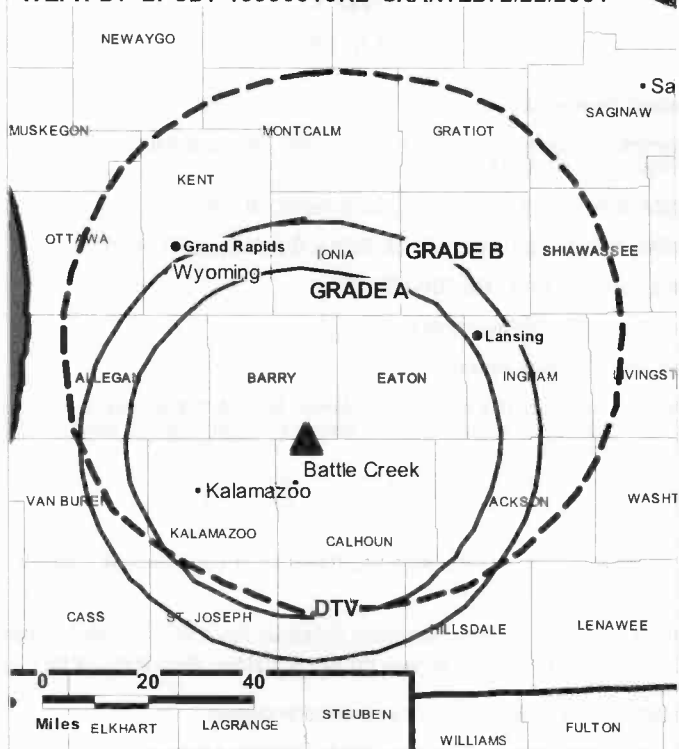 NEWAYGO
Sa
SAGINAW
MUSKEGON
MONTCALM
GRATIOT
KENT
OTTAWA
Grand Rapids
IONIA
GRADE B
SHIAWASSEE
Wyoming
GRADE A
Lansing
ALLEGAN
BARRY
EATON
INGHAM
IVINGST
Battle Creek
Kalamazoo
VAN BUREN
ACKSON
WASHT
KALAMAZOO
CALHOUN
DTV
CASS
ST. JOSEPH
HILLSDALE
LENAWEE
0 20 40
Miles
ELKHART
LAGRANGE
STEUBEN
WILLIAMS
FULTON